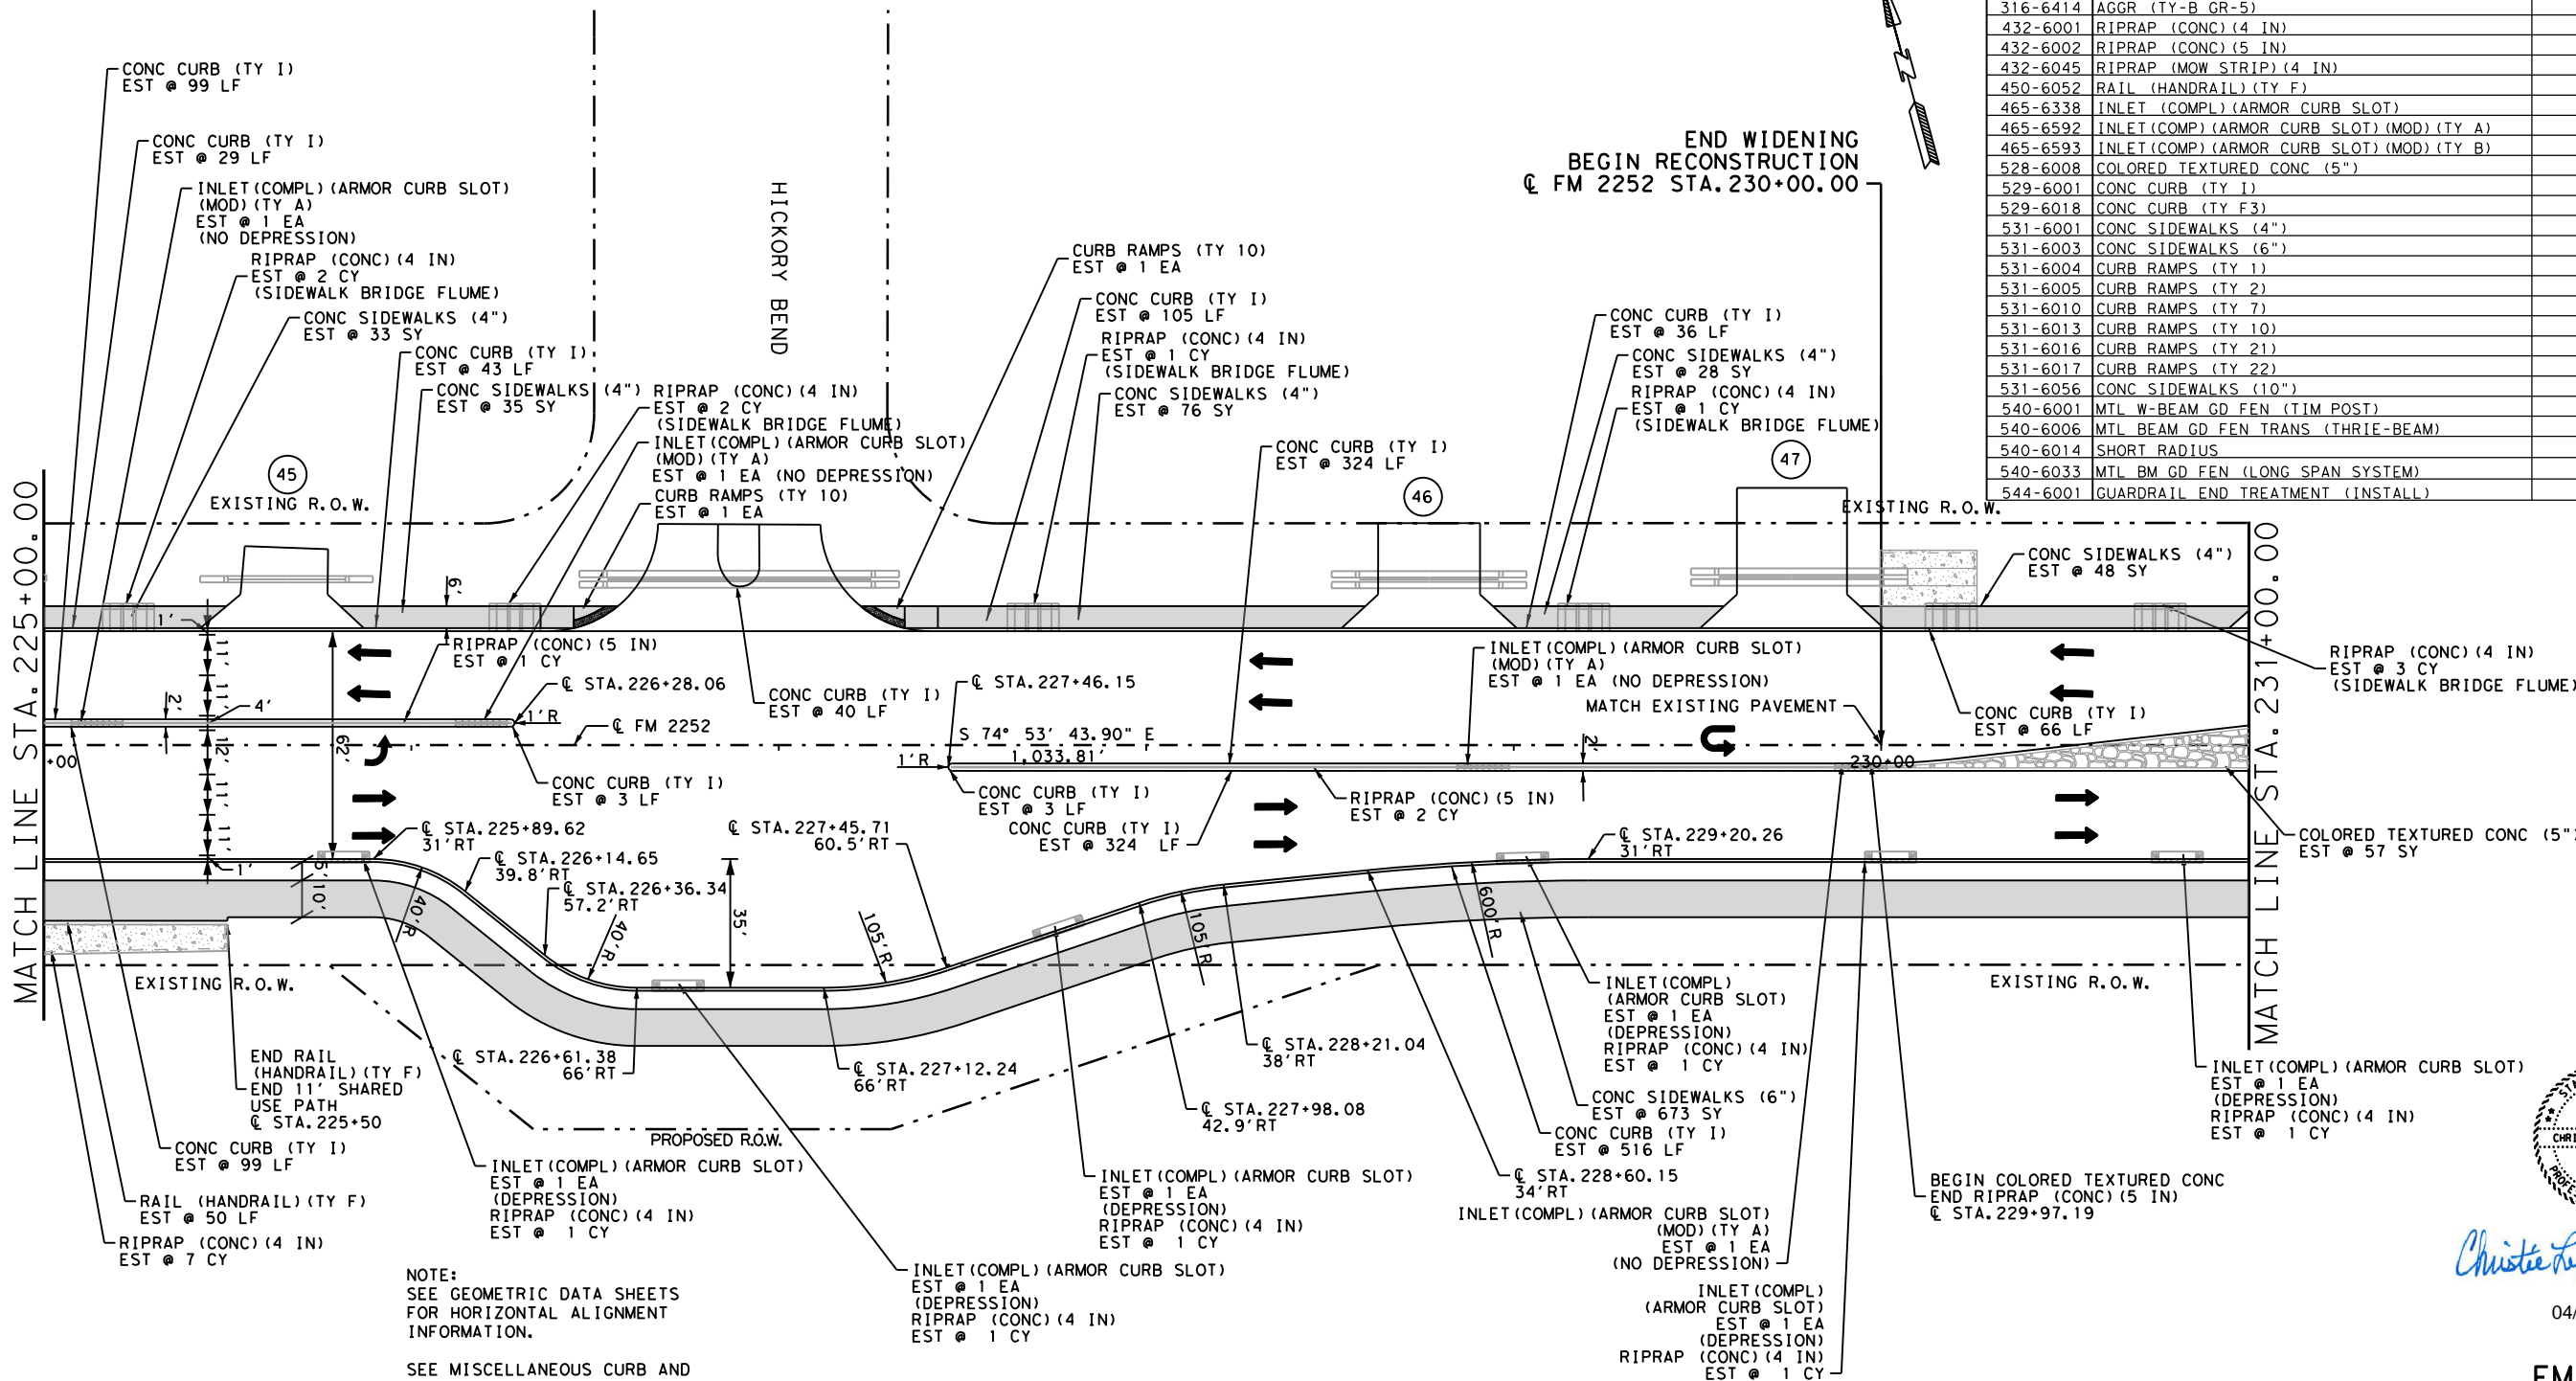 316-6414 AGGR (TY-B GR-5)
432-6001 RIPRAP (CONC)(4 IN)
432-6002 RIPRAP (CONC)(5 IN)
432-6045 RIPRAP (MOW STRIP)(4 IN)
450-6052 RAIL (HANDRAIL)(TY F)
465-6338 INLET (COMPL)(ARMOR CURB SLOT)
465-6592 INLET(COMP)(ARMOR CURB SLOT)(MOD)(TY A)
465-6593 INLET(COMP)(ARMOR CURB SLOT)(MOD)(TY B)
528-6008 COLORED TEXTURED CONC (5")
529-6001 CONC CURB (TY I)
529-6018 CONC CURB (TY F3)
531-6001 CONC SIDEWALKS (4")
531-6003 CONC SIDEWALKS (6")
531-6004 CURB RAMPS (TY 1)
531-6005 CURB RAMPS (TY 2)
531-6010 CURB RAMPS (TY 7)
531-6013 CURB RAMPS (TY 10)
531-6016 CURB RAMPS (TY 21)
531-6017 CURB RAMPS (TY 22)
531-6056 CONC SIDEWALKS (10")
540-6001 MTL W-BEAM GD FEN (TIM POST)
540-6006 MTL BEAM GD FEN TRANS (THRIE-BEAM)
540-6014 SHORT RADIUS
540-6033 MTL BM GD FEN (LONG SPAN SYSTEM)
544-6001 GUARDRAIL END TREATMENT (INSTALL)
CONC CURB (TY I)
EST @ 99 LF
CONC CURB (TY I)
EST @ 29 LF
INLET(COMPL)(ARMOR CURB SLOT)
(MOD)(TY A)
EST @ 1 EA
(NO DEPRESSION)
RIPRAP (CONC)(4 IN)
EST @ 2 CY
(SIDEWALK BRIDGE FLUME)
CONC SIDEWALKS (4")
EST @ 33 SY
CONC CURB (TY I)
EST @ 43 LF
CONC SIDEWALKS (4")
EST @ 35 SY
RIPRAP (CONC)(4 IN)
EST @ 2 CY
(SIDEWALK BRIDGE FLUME)
INLET(COMPL)(ARMOR CURB SLOT)
(MOD)(TY A)
EST @ 1 EA (NO DEPRESSION)
CURB RAMPS (TY 10)
EST @ 1 EA
HICKORY BEND
CURB RAMPS (TY 10)
EST @ 1 EA
CONC CURB (TY I)
EST @ 105 LF
RIPRAP (CONC)(4 IN)
EST @ 1 CY
(SIDEWALK BRIDGE FLUME)
CONC SIDEWALKS (4")
EST @ 76 SY
CONC CURB (TY I)
EST @ 324 LF
END WIDENING
BEGIN RECONSTRUCTION
℄ FM 2252 STA.230+00.00
CONC CURB (TY I)
EST @ 36 LF
CONC SIDEWALKS (4")
EST @ 28 SY
RIPRAP (CONC)(4 IN)
EST @ 1 CY
(SIDEWALK BRIDGE FLUME)
45
46
47
EXISTING R.O.W.
EXISTING R.O.W.
MATCH LINE STA.225+00.00
MATCH LINE STA.231+00.00
CONC SIDEWALKS (4")
EST @ 48 SY
RIPRAP (CONC)(4 IN)
EST @ 3 CY
(SIDEWALK BRIDGE FLUME)
6'
1'
11'
11'
2'
4'
12'
62'
11'
11'
1'
5'
10'
RIPRAP (CONC)(5 IN)
EST @ 1 CY
℄ STA.226+28.06
1'R
℄ FM 2252
CONC CURB (TY I)
EST @ 40 LF
℄ STA.227+46.15
S 74° 53' 43.90" E
1,033.81'
1'R
INLET(COMPL)(ARMOR CURB SLOT)
(MOD)(TY A)
EST @ 1 EA (NO DEPRESSION)
MATCH EXISTING PAVEMENT
2'
CONC CURB (TY I)
EST @ 66 LF
+00
230+00
CONC CURB (TY I)
EST @ 3 LF
CONC CURB (TY I)
EST @ 3 LF
CONC CURB (TY I)
EST @ 324 LF
RIPRAP (CONC)(5 IN)
EST @ 2 CY
COLORED TEXTURED CONC (5"
EST @ 57 SY
℄ STA.225+89.62
31'RT
℄ STA.226+14.65
39.8'RT
℄ STA.226+36.34
57.2'RT
℄ STA.227+45.71
60.5'RT
℄ STA.229+20.26
31'RT
40'R
40'R
35'
105'R
105'R
600'R
EXISTING R.O.W.
EXISTING R.O.W.
END RAIL
(HANDRAIL)(TY F)
END 11' SHARED
USE PATH
℄ STA.225+50
℄ STA.226+61.38
66'RT
℄ STA.227+12.24
66'RT
℄ STA.228+21.04
38'RT
℄ STA.227+98.08
42.9'RT
PROPOSED R.O.W.
CONC CURB (TY I)
EST @ 99 LF
RAIL (HANDRAIL)(TY F)
EST @ 50 LF
RIPRAP (CONC)(4 IN)
EST @ 7 CY
INLET(COMPL)(ARMOR CURB SLOT)
EST @ 1 EA
(DEPRESSION)
RIPRAP (CONC)(4 IN)
EST @ 1 CY
INLET(COMPL)(ARMOR CURB SLOT)
EST @ 1 EA
(DEPRESSION)
RIPRAP (CONC)(4 IN)
EST @ 1 CY
INLET(COMPL)(ARMOR CURB SLOT)
EST @ 1 EA
(DEPRESSION)
RIPRAP (CONC)(4 IN)
EST @ 1 CY
INLET(COMPL)
(ARMOR CURB SLOT)
EST @ 1 EA
(DEPRESSION)
RIPRAP (CONC)(4 IN)
EST @ 1 CY
CONC SIDEWALKS (6")
EST @ 673 SY
CONC CURB (TY I)
EST @ 516 LF
℄ STA.228+60.15
34'RT
INLET(COMPL)(ARMOR CURB SLOT)
(MOD)(TY A)
EST @ 1 EA
(NO DEPRESSION)
INLET(COMPL)
(ARMOR CURB SLOT)
EST @ 1 EA
(DEPRESSION)
RIPRAP (CONC)(4 IN)
EST @ 1 CY
BEGIN COLORED TEXTURED CONC
END RIPRAP (CONC)(5 IN)
℄ STA.229+97.19
INLET(COMPL)(ARMOR CURB SLOT)
EST @ 1 EA
(DEPRESSION)
RIPRAP (CONC)(4 IN)
EST @ 1 CY
NOTE:
SEE GEOMETRIC DATA SHEETS
FOR HORIZONTAL ALIGNMENT
INFORMATION.
SEE MISCELLANEOUS CURB AND
CHRI
Christie
04/
FM